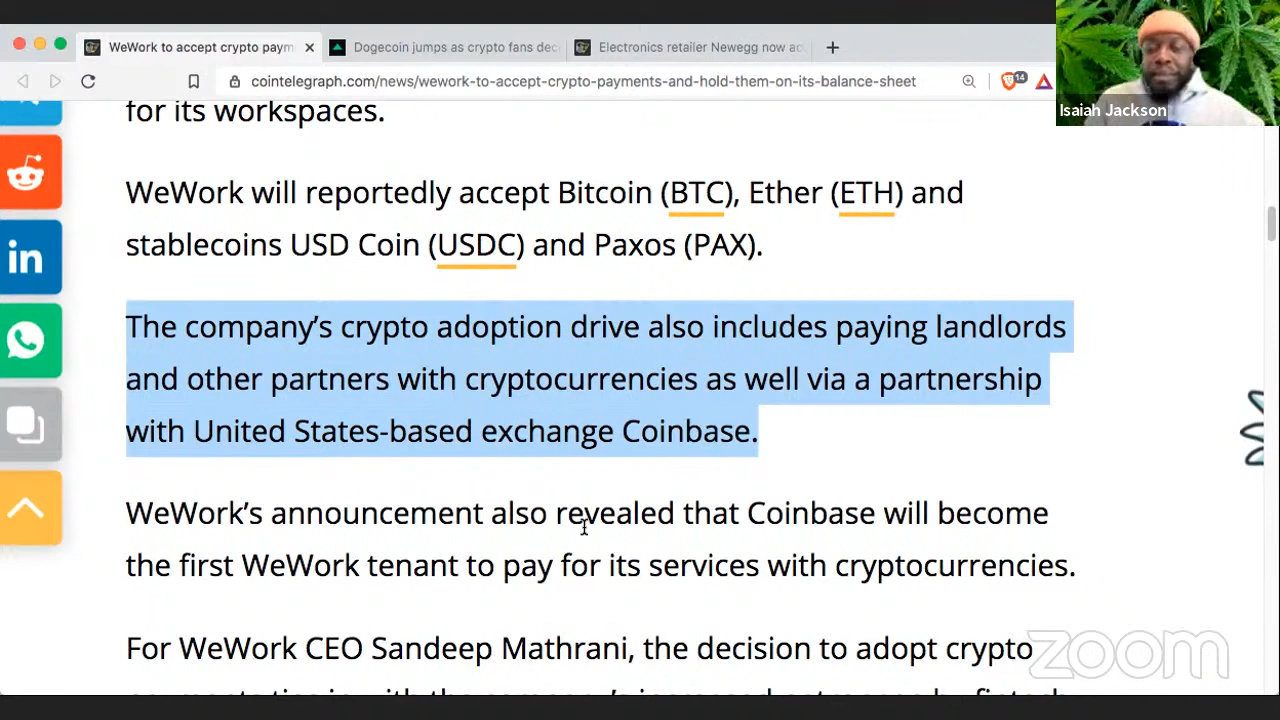 WeWork to accept crypto paym
Dogecoin jumps as crypto fans dec
Electronics retailer Newegg now ac
cointelegraph.com/news/wework-to-accept-crypto-payments-and-hold-them-on-its-balance-sheet
14
Isaiah Jackson
for its workspaces.
WeWork will reportedly accept Bitcoin (BTC), Ether (ETH) and
stablecoins USD Coin (USDC) and Paxos (PAX).
The company’s crypto adoption drive also includes paying landlords
and other partners with cryptocurrencies as well via a partnership
with United States-based exchange Coinbase.
WeWork’s announcement also revealed that Coinbase will become
the first WeWork tenant to pay for its services with cryptocurrencies.
For WeWork CEO Sandeep Mathrani, the decision to adopt crypto
in
zoom